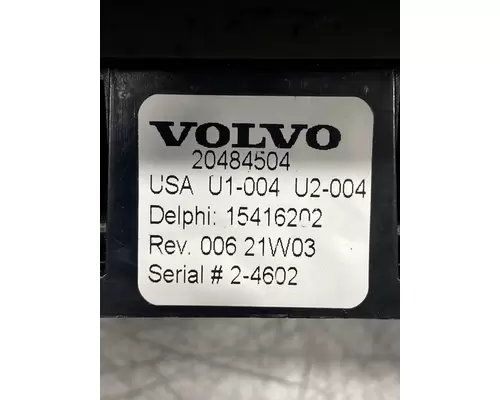 VOLVO
20484504
USA U1-004 U2-004
Delphi: 15416202
Rev. 006 21W03
Serial # 2-4602